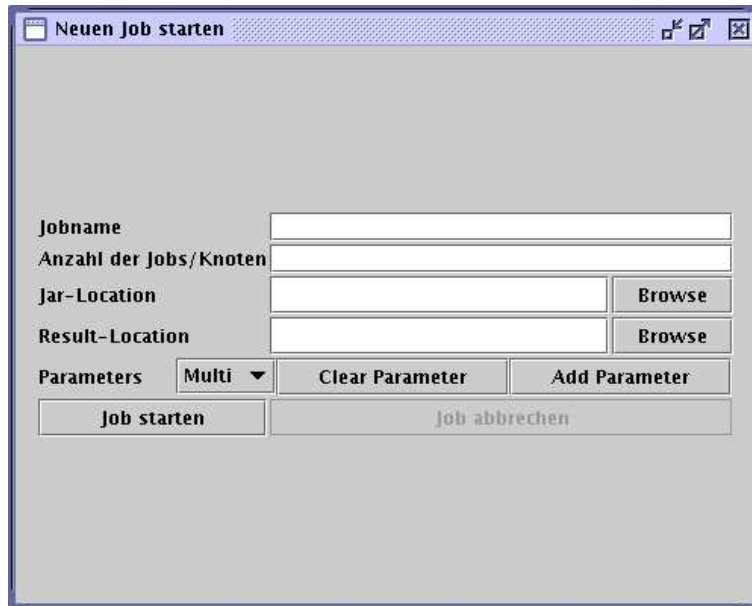 Neuen Job starten
Jobname
Anzahl der Jobs/Knoten
Jar-Location Browse
Result-Location Browse
Parameters Multi Clear Parameter Add Parameter
Job starten Job abbrechen